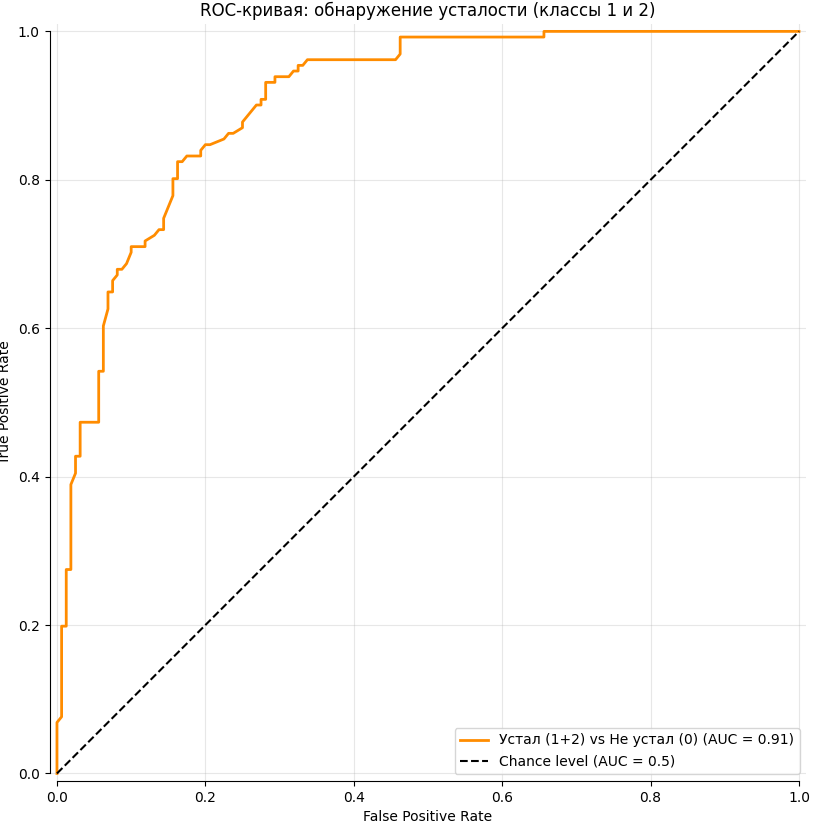 ROC-кривая: обнаружение усталости (классы 1 и 2)
True Positive Rate
1.0
0.8
0.6
0.4
0.2
0.0
0.0 0.2 0.4 0.6 0.8 1.0
False Positive Rate
Устал (1+2) vs Не устал (0) (AUC = 0.91)
Chance level (AUC = 0.5)